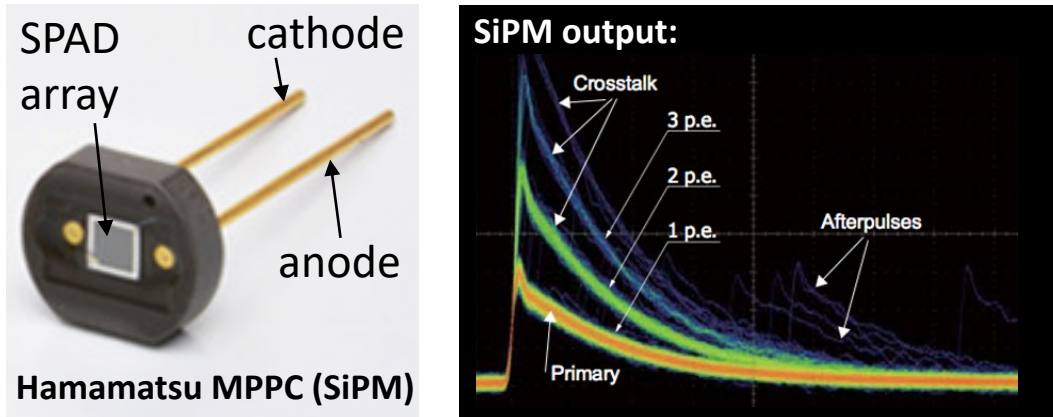 SPAD
array
cathode
anode
Hamamatsu MPPC (SiPM)
SiPM output:
Crosstalk
3 p.e.
2 p.e.
1 p.e.
Afterpulses
Primary